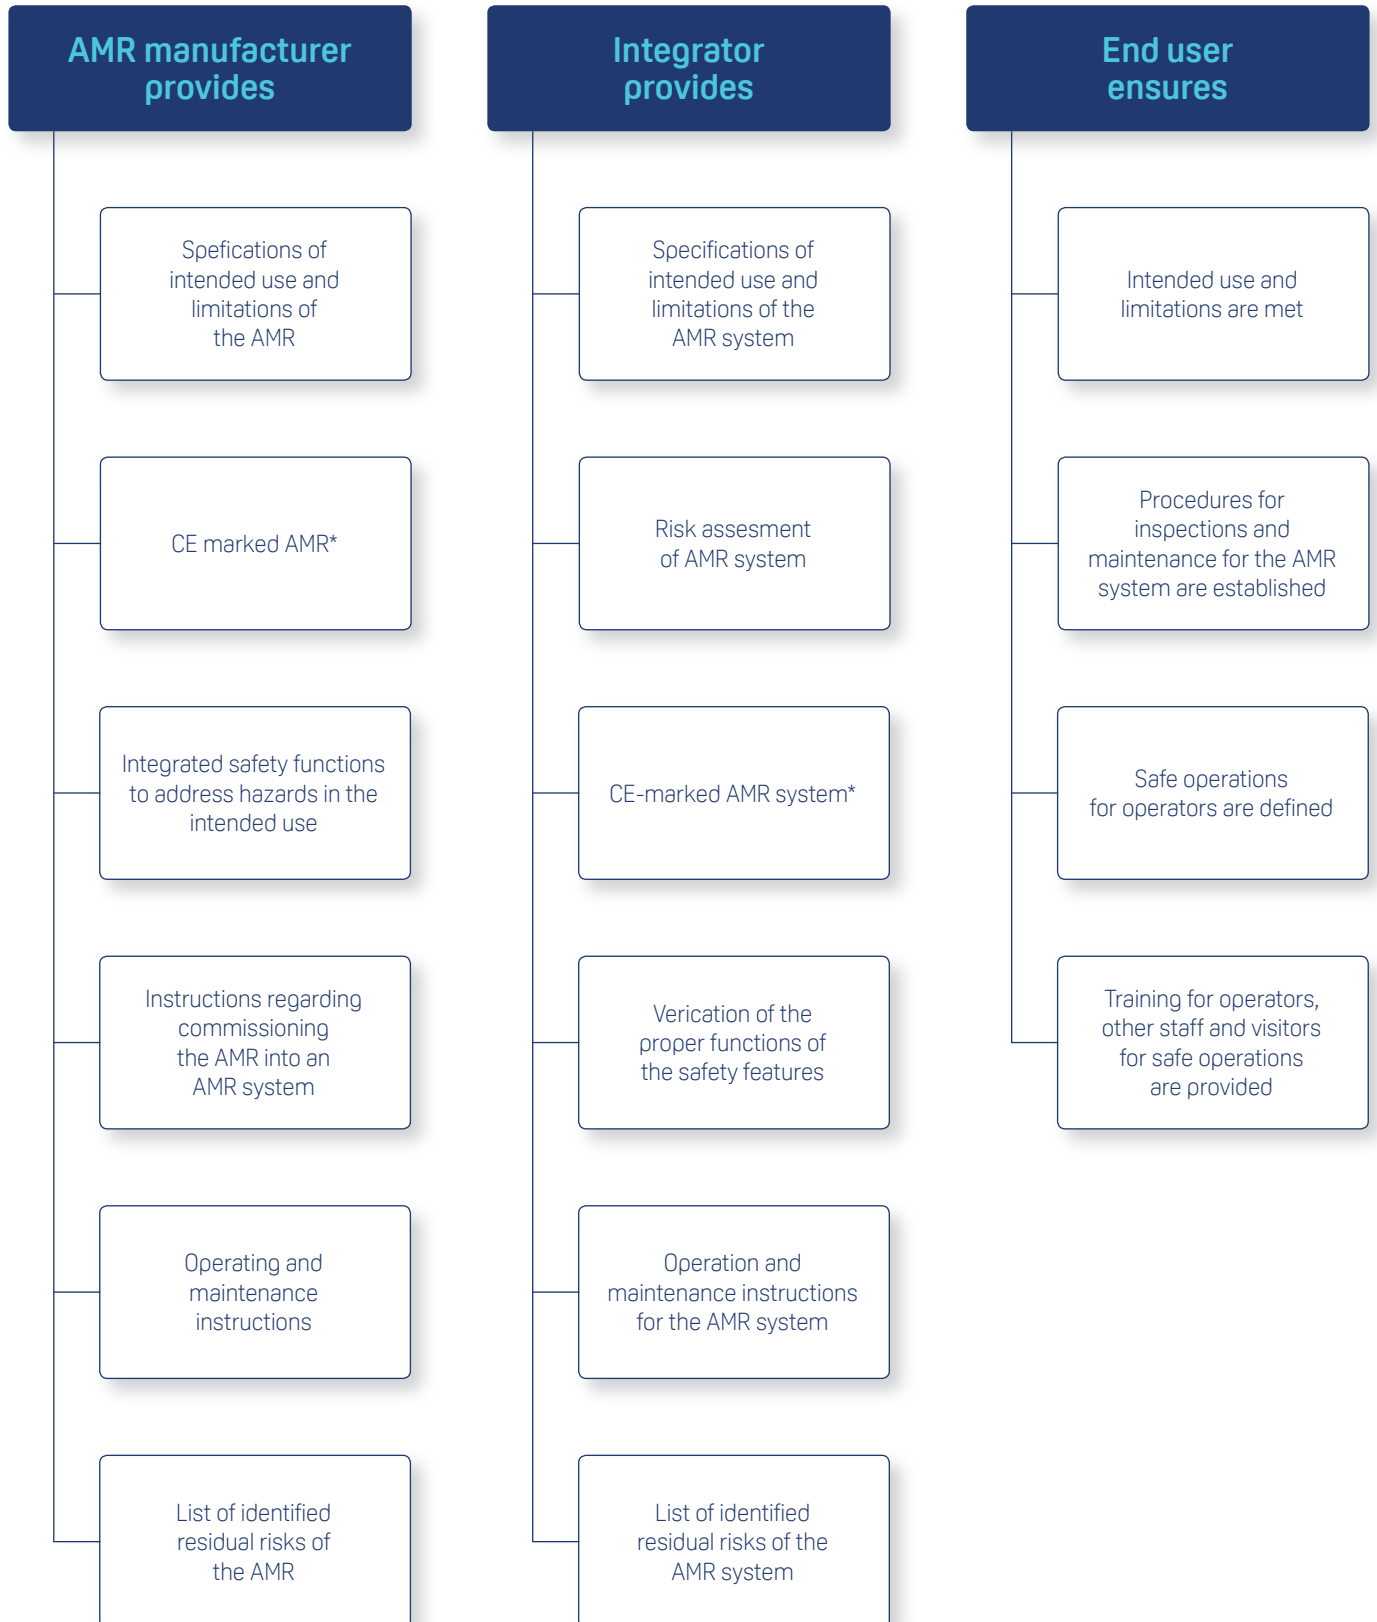 AMR manufacturer
provides
Spefications of
intended use and
limitations of
the AMR
CE marked AMR*
Integrated safety functions
to address hazards in the
intended use
Instructions regarding
commissioning
the AMR into an
AMR system
Operating and
maintenance
instructions
List of identified
residual risks of
the AMR
Integrator
provides
Specifications of
intended use and
limitations of the
AMR system
Risk assesment
of AMR system
CE-marked AMR system*
Verication of the
proper functions of
the safety features
Operation and
maintenance instructions
for the AMR system
List of identified
residual risks of the
AMR system
End user
ensures
Intended use and
limitations are met
Procedures for
inspections and
maintenance for the AMR
system are established
Safe operations
for operators are defined
Training for operators,
other staff and visitors
for safe operations
are provided